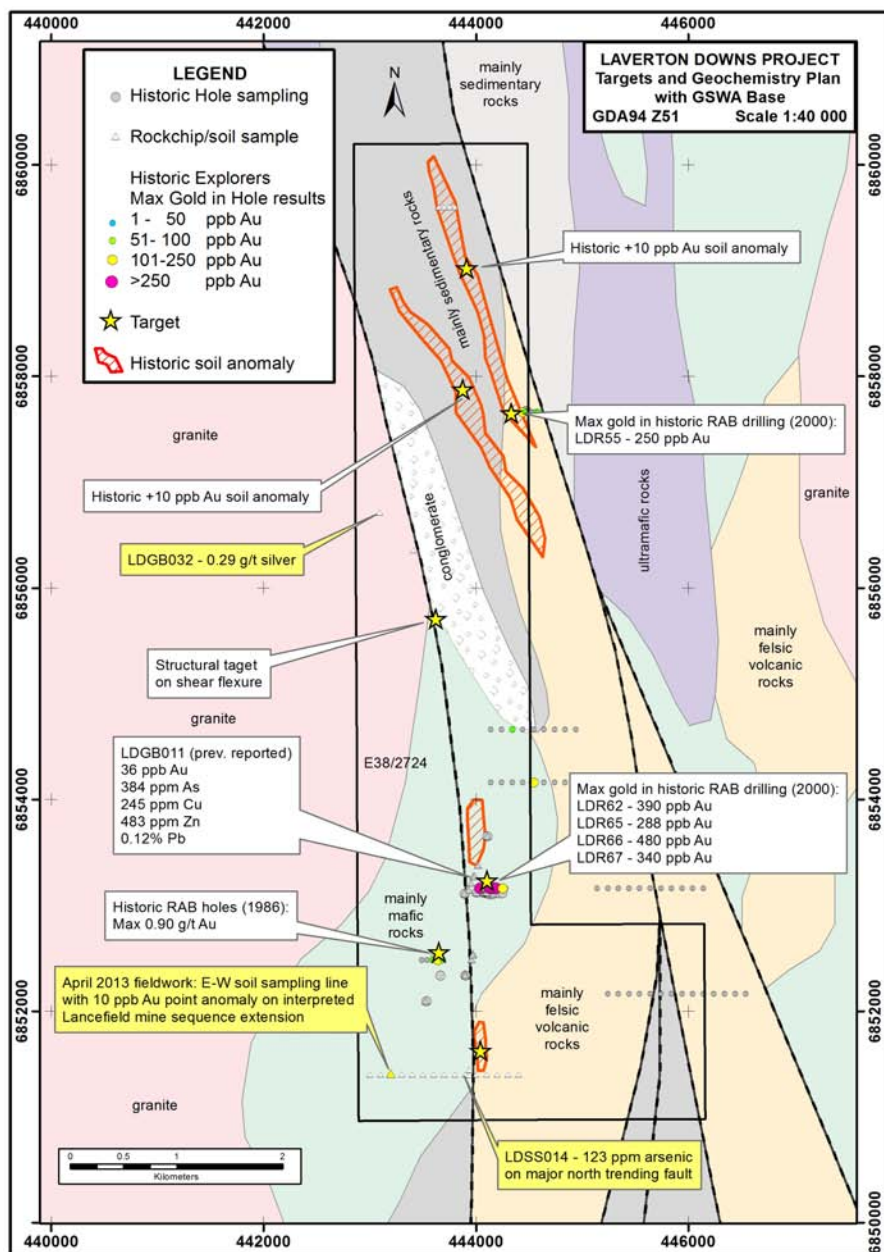 440000
442000
444000
446000
LAVERTON DOWNS PROJECT
Targets and Geochemistry Plan
with GSWA Base
GDA94 Z51 Scale 1:40 000
LEGEND
Historic Hole sampling
Rockchip/soil sample
Historic Explorers
Max Gold in Hole results
1 - 50 ppb Au
51- 100 ppb Au
101-250 ppb Au
>250 ppb Au
Target
Historic soil anomaly
N
mainly
sedimentary
rocks
6860000
6860000
mainly sedimentary rocks
Historic +10 ppb Au soil anomaly
6858000
6858000
granite
Max gold in historic RAB drilling (2000):
LDR55 - 250 ppb Au
Historic +10 ppb Au soil anomaly
granite
LDGB032 - 0.29 g/t silver
conglomerate
ultramafic rocks
6856000
6856000
Structural taget
on shear flexure
mainly
felsic
volcanic
rocks
granite
LDGB011 (prev. reported)
36 ppb Au
384 ppm As
245 ppm Cu
483 ppm Zn
0.12% Pb
E38/2724
6854000
6854000
Max gold in historic RAB drilling (2000):
LDR62 - 390 ppb Au
LDR65 - 288 ppb Au
LDR66 - 480 ppb Au
LDR67 - 340 ppb Au
Historic RAB holes (1986):
Max 0.90 g/t Au
mainly
mafic
rocks
April 2013 fieldwork: E-W soil sampling line
with 10 ppb Au point anomaly on interpreted
Lancefield mine sequence extension
mainly
felsic
volcanic
rocks
6852000
6852000
granite
LDSS014 - 123 ppm arsenic
on major north trending fault
0 0.5 1 2
Kilometers
6850000
6850000
440000
442000
444000
446000